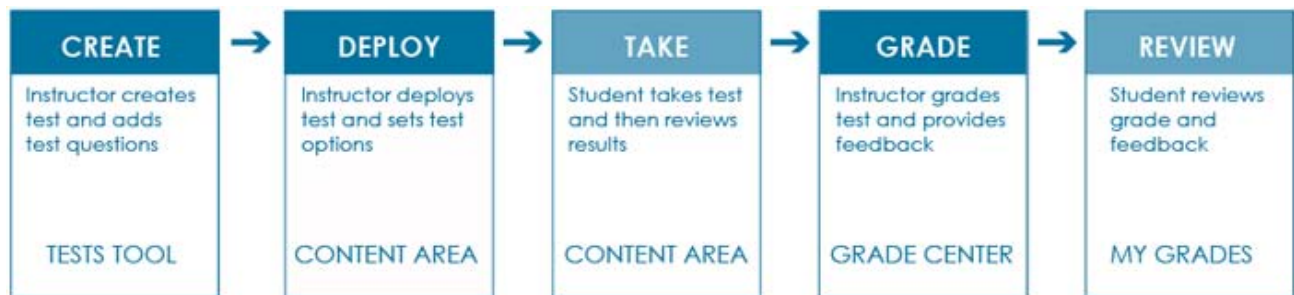 CREATE
Instructor creates
test and adds
test questions
TESTS TOOL
DEPLOY
Instructor deploys
test and sets test
options
CONTENT AREA
TAKE
Student takes test
and then reviews
results
CONTENT AREA
GRADE
Instructor grades
test and provides
feedback
GRADE CENTER
REVIEW
Student reviews
grade and
feedback
MY GRADES